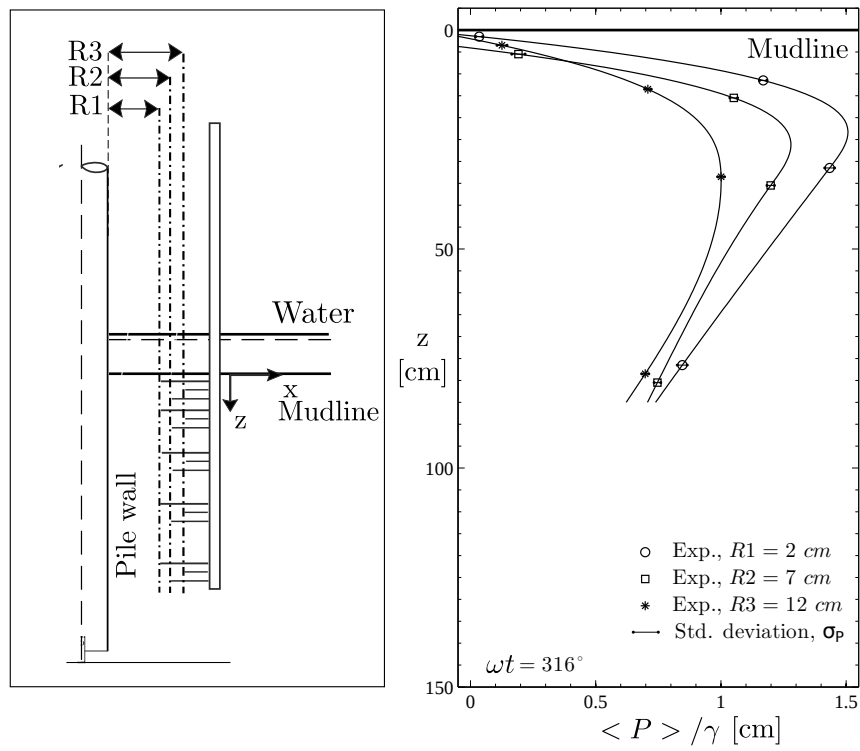 R3
R2
R1
Water
x
Mudline
z
Pile wall
0
Mudline
50
z
[cm]
100
Exp., R1 = 2 cm
Exp., R2 = 7 cm
Exp., R3 = 12 cm
Std. deviation, σP
ωt = 316°
150
0 0.5 1 1.5
< P > /γ [cm]